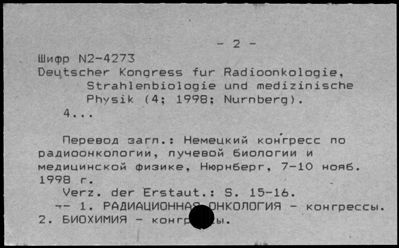 - 2 -
Шифр N2-4273
Deutscher Kongress fur Radioonkologie,
Strahlenbiologie und medizinische
Physik (4; 1998; Nurnberg).
4...
Перевод загл.: Немецкий конгресс по
радиоонкологии, лучевой биологии и
медицинской физике, Нюрнберг, 7-10 нояб.
1998 г.
Verz. der Erstaut.: S. 15-16.
-- 1. РАДИАЦИОННАЯ ОНКОЛОГИЯ - конгрессы.
2. БИОХИМИЯ -